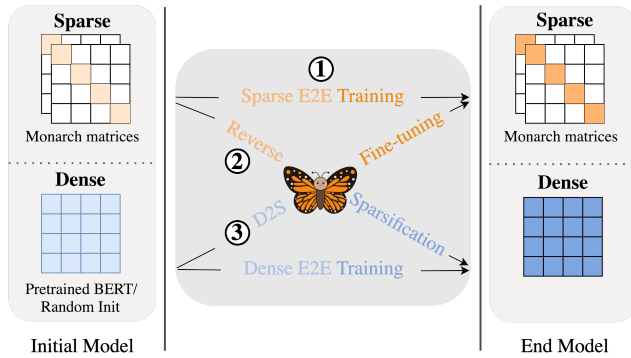 Sparse
Monarch matrices
Dense
Pretrained BERT/
Random Init
Initial Model
1
Sparse E2E Training
Reverse
Fine-tuning
2
3
D2S
Sparsification
Dense E2E Training
Sparse
Monarch matrices
Dense
End Model